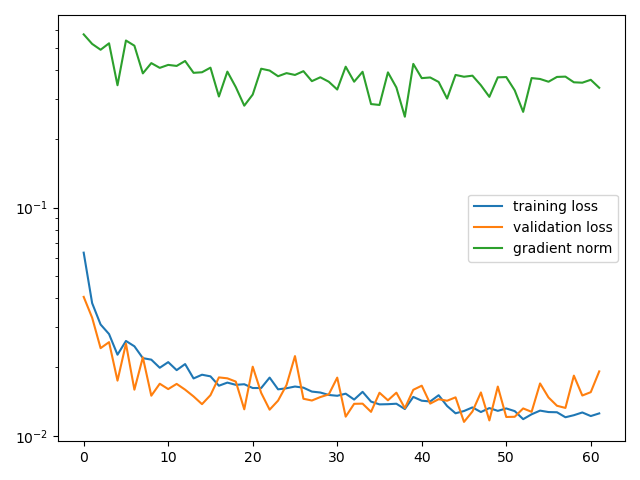 10⁻¹
10⁻²
training loss
validation loss
gradient norm
0 10 20 30 40 50 60